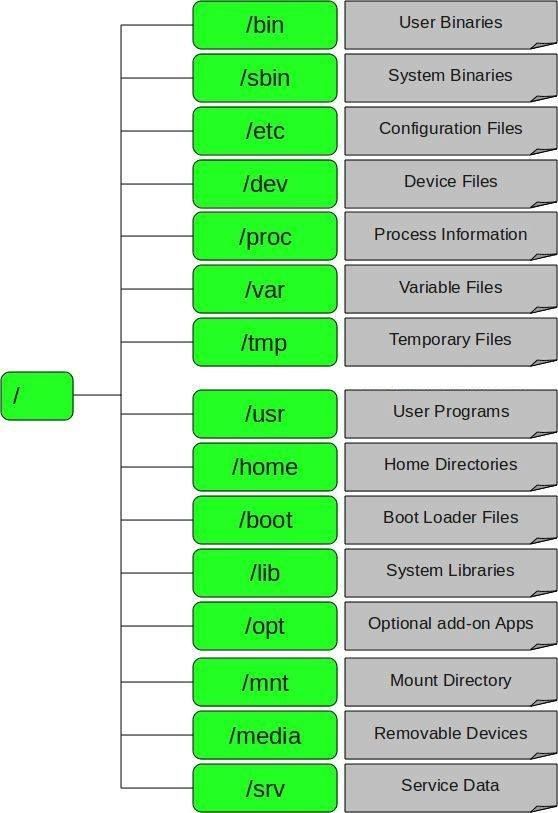 /bin User Binaries
/sbin System Binaries
/etc Configuration Files
/dev Device Files
/proc Process Information
/var Variable Files
/tmp Temporary Files
/
/usr User Programs
/home Home Directories
/boot Boot Loader Files
/lib System Libraries
/opt Optional add-on Apps
/mnt Mount Directory
/media Removable Devices
/srv Service Data